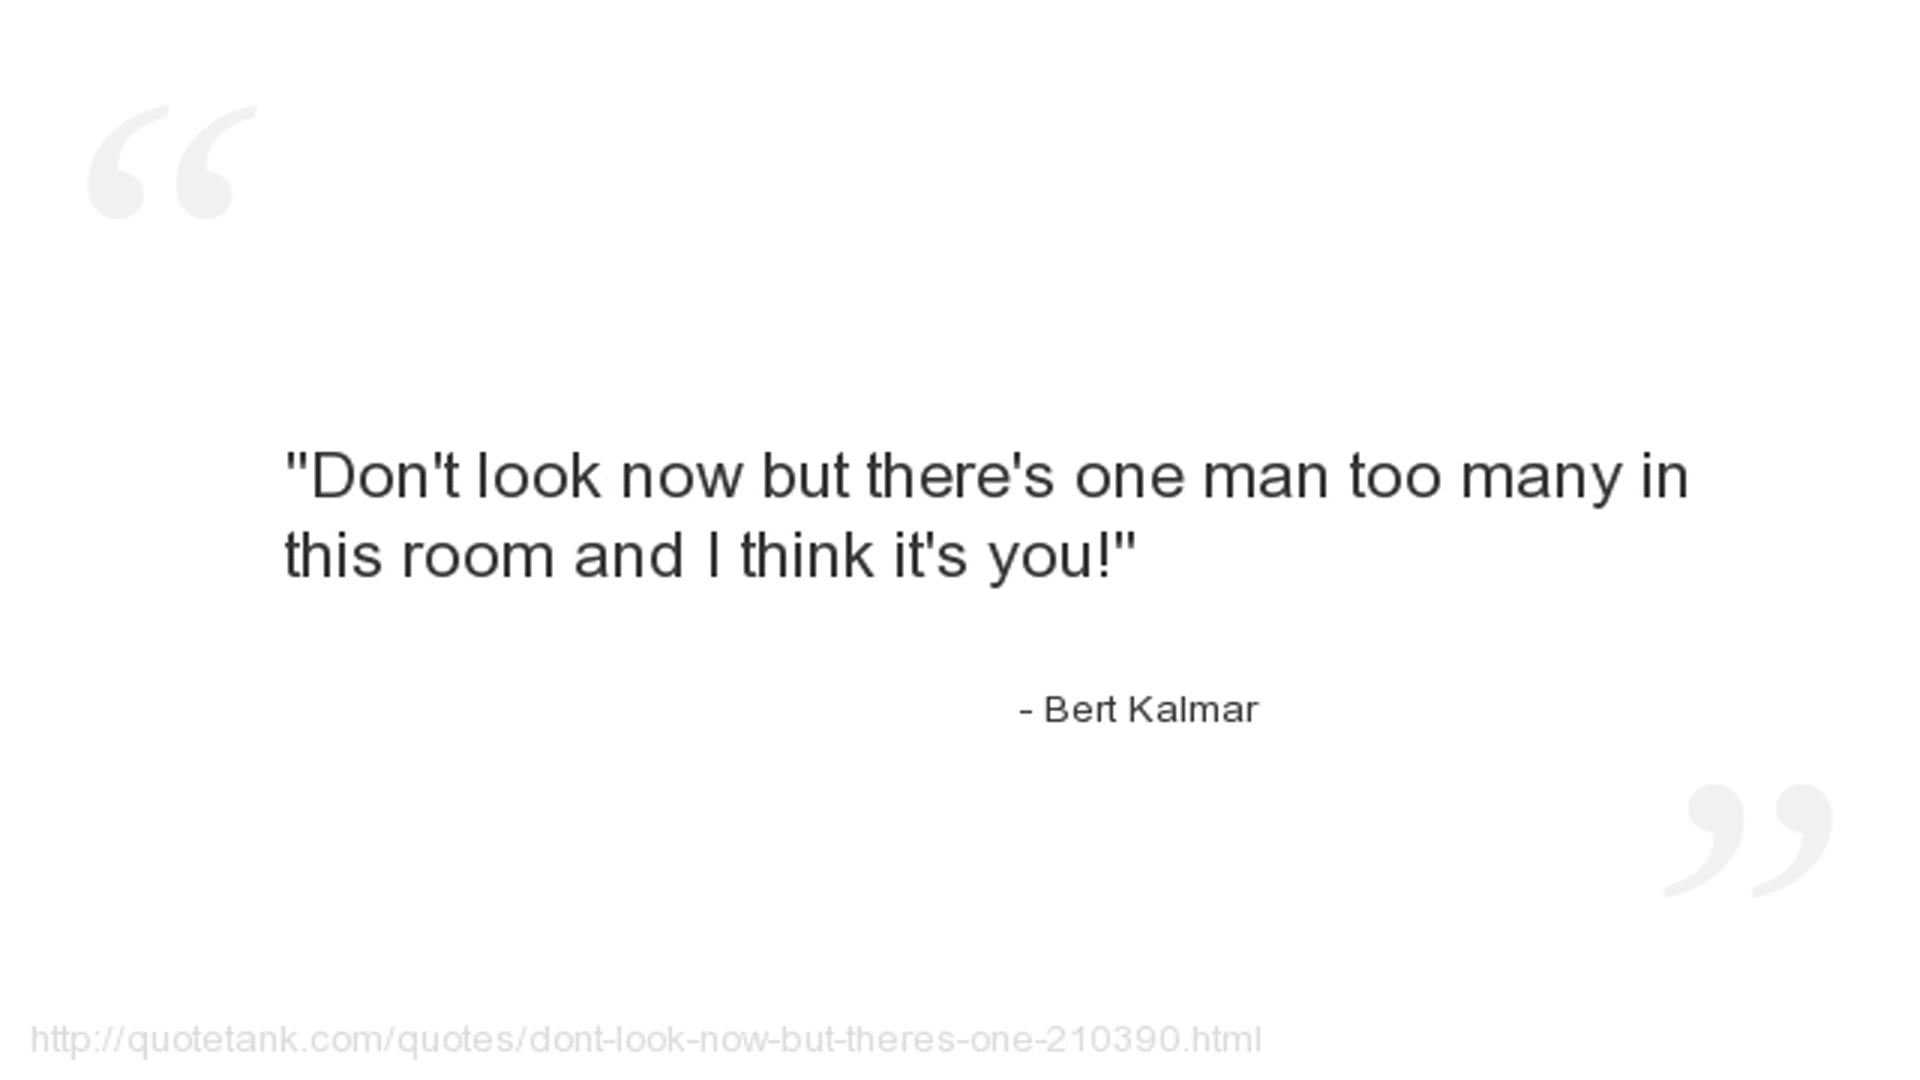 "Don't look now but there's one man too many in
this room and I think it's you!"
- Bert Kalmar
http://quotetank.com/quotes/dont-look-now-but-theres-one-210390.html